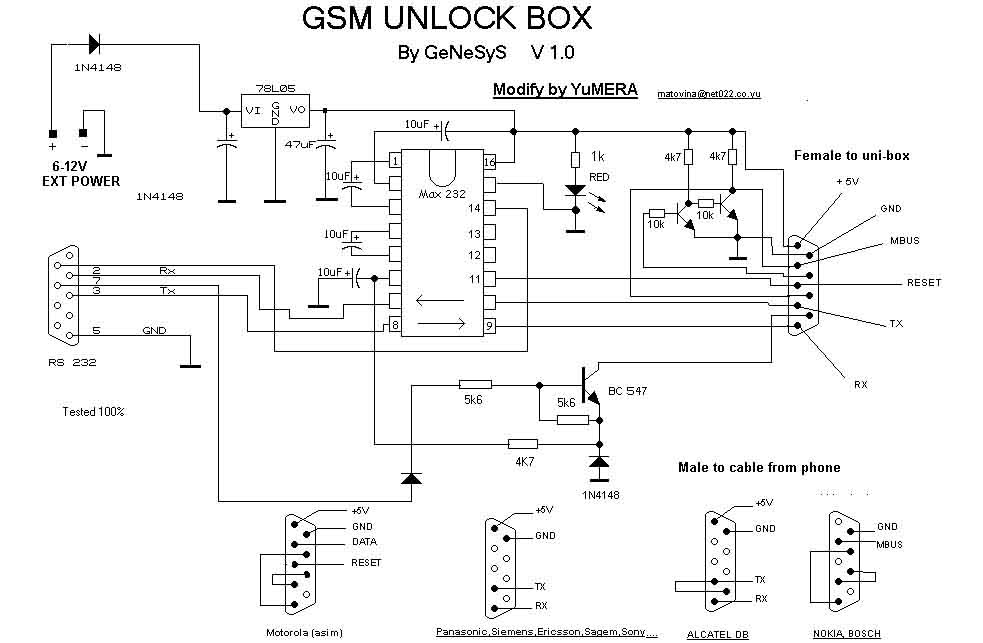 GSM UNLOCK BOX
By GeNeSyS V 1.0
Modify by YuMERA
matovina@net022.co.yu
1N4148
78L05
VI
GND
VO
47uF
10uF
+
-
6-12V
EXT POWER
1N4148
10uF
10uF
10uF
1
16
Max 232
14
13
12
11
8
9
1k
RED
4k7
4k7
10k
10k
Female to uni-box
+ 5V
GND
MBUS
RESET
TX
RX
2
Rx
7
3
Tx
5
GND
RS 232
Tested 100%
5k6
5k6
BC 547
4K7
1N4148
Male to cable from phone
+5V
GND
DATA
RESET
Motorola (asim)
+5V
GND
TX
RX
Panasonic,Siemens,Ericsson,Sagem,Sony....
+5V
GND
TX
RX
ALCATEL DB
GND
MBUS
NOKIA, BOSCH